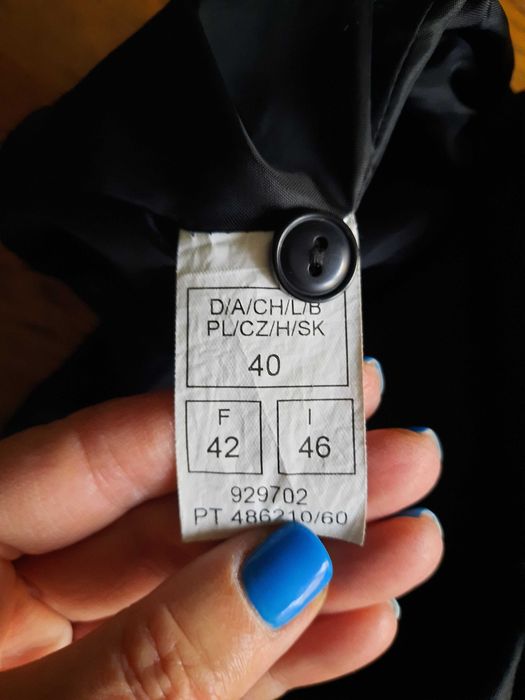 D/A/CH/L/B
PL/CZ/H/SK
40
F
42
I
46
929702
PT 486210/60